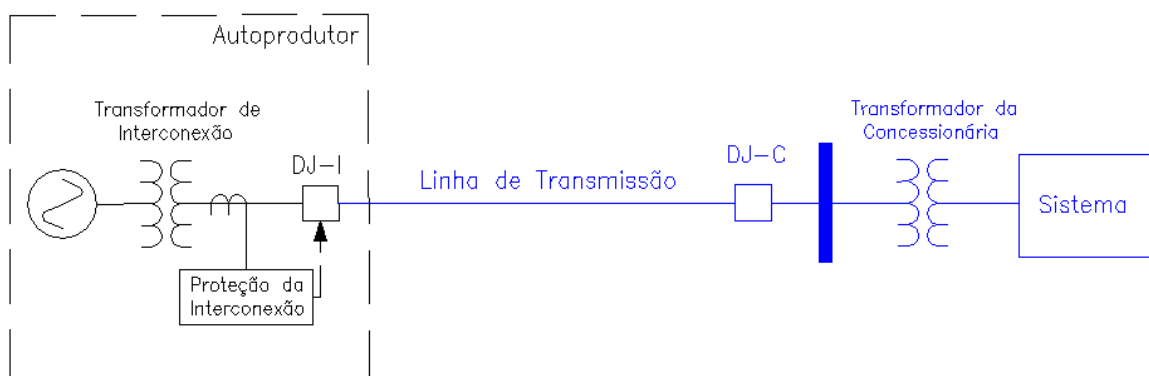 Autoprodutor
Transformador de
Interconexão
DJ-I
Proteção da
Interconexão
Linha de Transmissão
DJ-C
Transformador da
Concessionária
Sistema